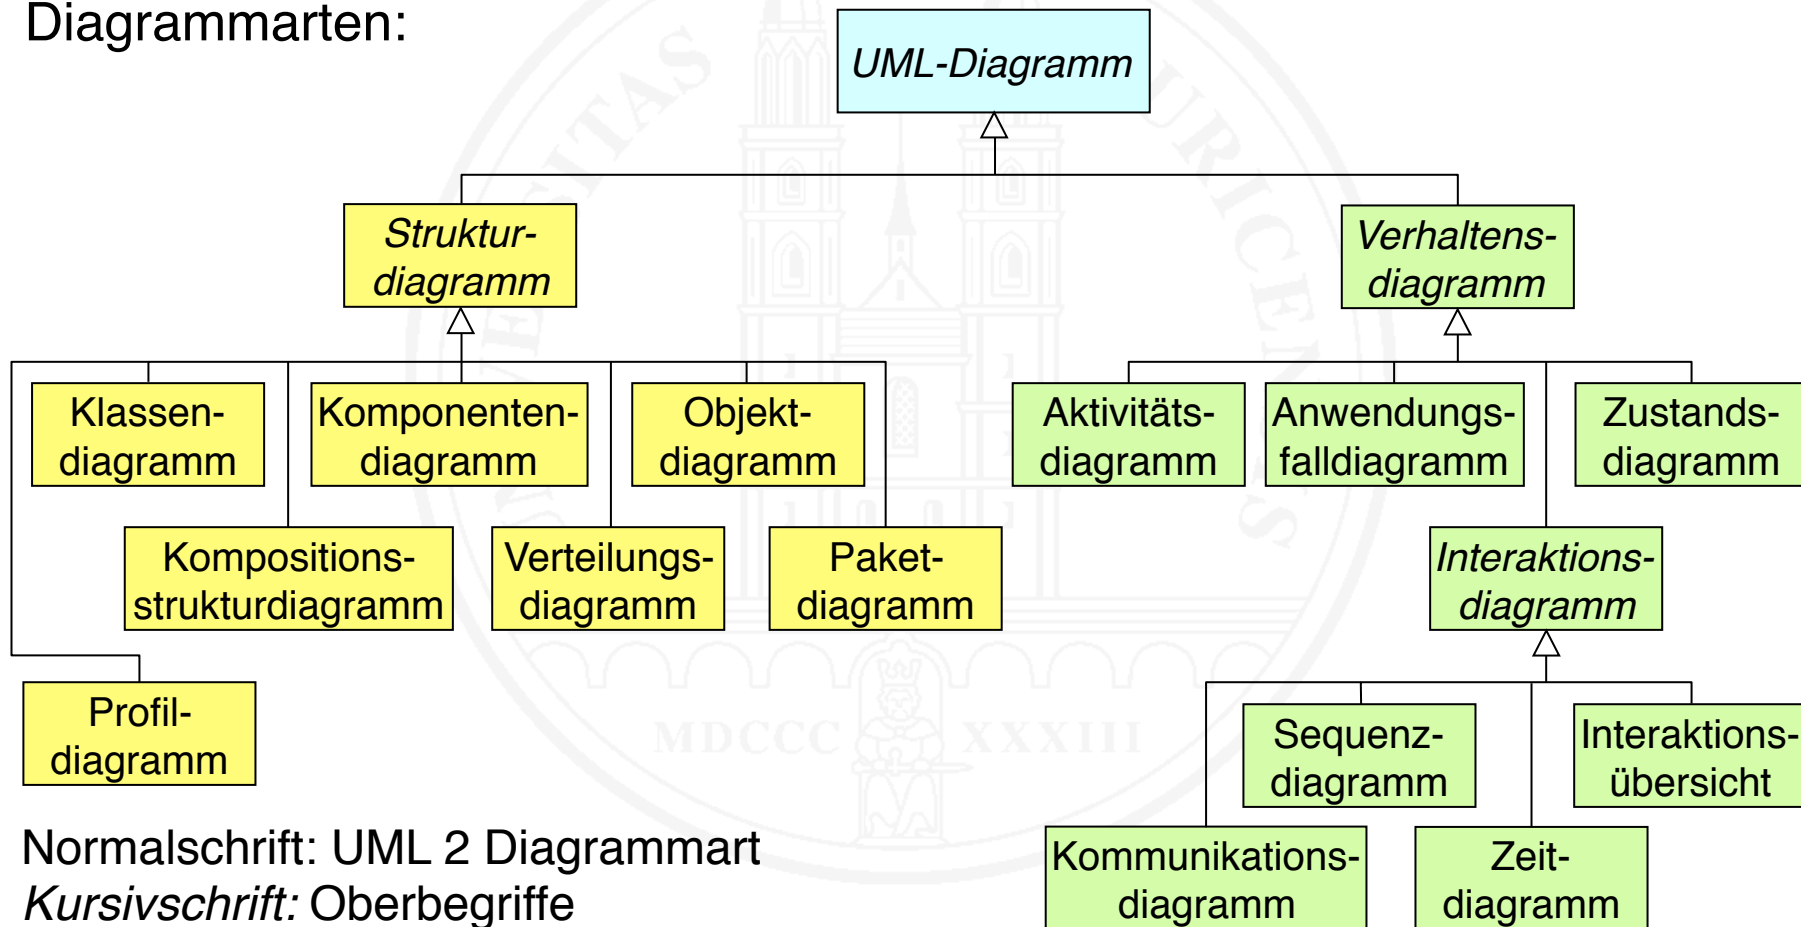 Diagrammarten:
UML-Diagramm
Struktur-
diagramm
Verhaltens-
diagramm
Klassen-
diagramm
Komponenten-
diagramm
Objekt-
diagramm
Aktivitäts-
diagramm
Anwendungs-
falldiagramm
Zustands-
diagramm
Kompositions-
strukturdiagramm
Verteilungs-
diagramm
Paket-
diagramm
Interaktions-
diagramm
Profil-
diagramm
Sequenz-
diagramm
Interaktions-
übersicht
Kommunikations-
diagramm
Zeit-
diagramm
MDCCC XXXIII
Normalschrift: UML 2 Diagrammart
Kursivschrift: Oberbegriffe